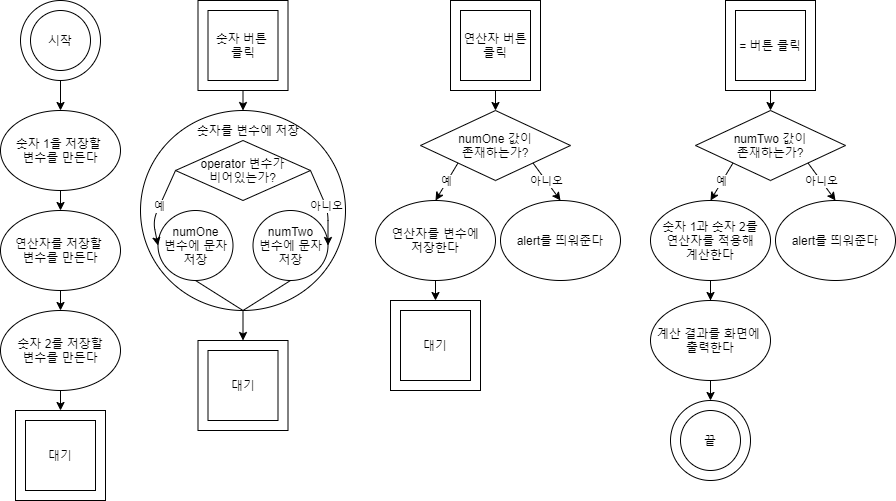 시작
숫자 1을 저장할
변수를 만든다
연산자를 저장할
변수를 만든다
숫자 2를 저장할
변수를 만든다
대기
숫자 버튼
클릭
숫자를 변수에 저장
operator 변수가
비어있는가?
예
아니오
numOne
변수에 문자
저장
numTwo
변수에 문자
저장
대기
연산자 버튼
클릭
numOne 값이
존재하는가?
예
아니오
연산자를 변수에
저장한다
alert를 띄워준다
대기
= 버튼 클릭
numTwo 값이
존재하는가?
예
아니오
숫자 1과 숫자 2를
연산자를 적용해
계산한다
alert를 띄워준다
계산 결과를 화면에
출력한다
끝